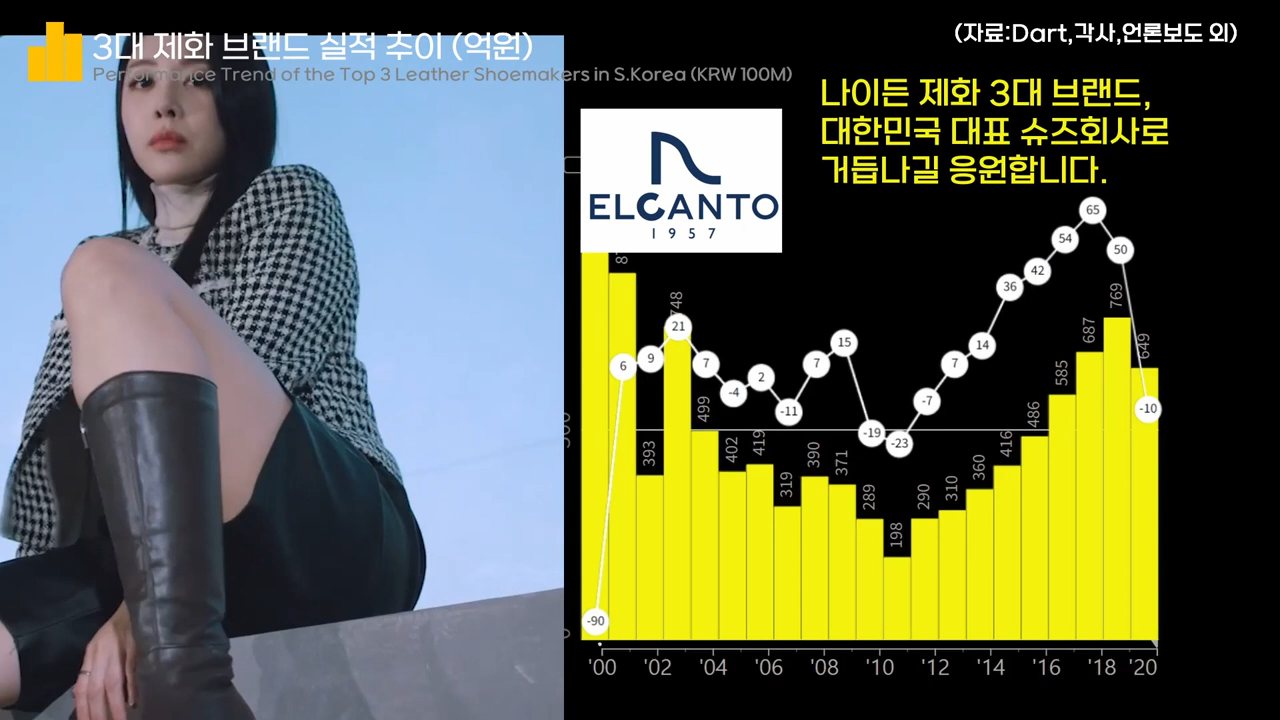 3대 제화 브랜드 실적 추이 (억원)
Performance Trend of the Top 3 Leather Shoemakers in S.Korea (KRW 100M)
(자료:Dart,각사,언론보도 외)
나이든 제화 3대 브랜드,
대한민국 대표 슈즈회사로
거듭나길 응원합니다.
ELCANTO
1957
-90 6 9 21 7 -4 2 -11 7 15 -19 -23 -7 7 14 36 42 54 65 50 -10
393 748 499 402 419 319 390 371 289 198 290 310 360 416 486 585 687 769 649
'00 '02 '04 '06 '08 '10 '12 '14 '16 '18 '20